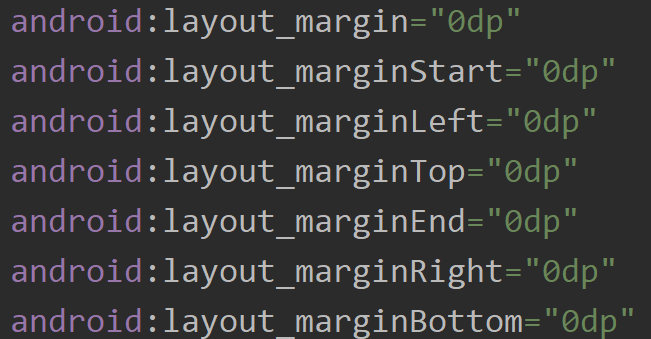 android:layout_margin="0dp"
android:layout_marginStart="0dp"
android:layout_marginLeft="0dp"
android:layout_marginTop="0dp"
android:layout_marginEnd="0dp"
android:layout_marginRight="0dp"
android:layout_marginBottom="0dp"